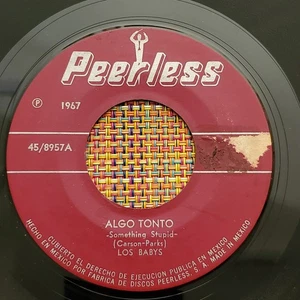 Peerless
Ⓟ 1967
45/8957A
ALGO TONTO
-Something Stupid-
(Carson-Parks)
LOS BABYS
CUBIERTO EL DERECHO DE EJECUCION PUBLICA EN MEXICO
HECHO EN MEXICO POR FABRICA DE DISCOS PEERLESS, S. A. MADE IN MEXICO